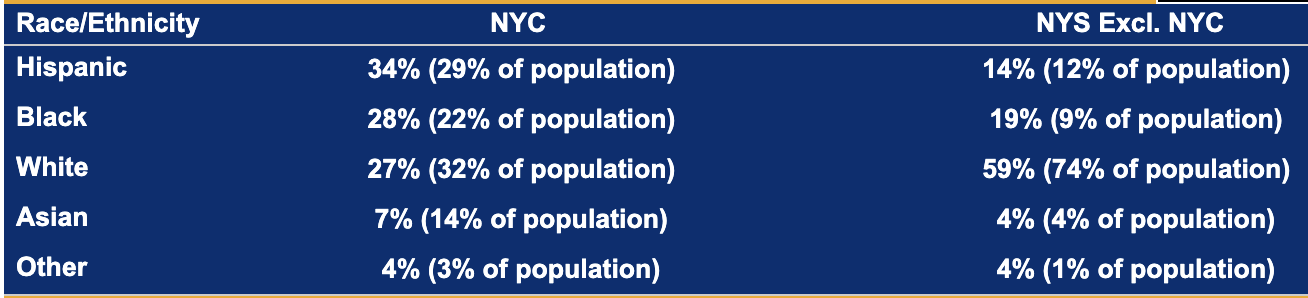 Race/Ethnicity NYC NYS Excl. NYC
Hispanic 34% (29% of population) 14% (12% of population)
Black 28% (22% of population) 19% (9% of population)
White 27% (32% of population) 59% (74% of population)
Asian 7% (14% of population) 4% (4% of population)
Other 4% (3% of population) 4% (1% of population)